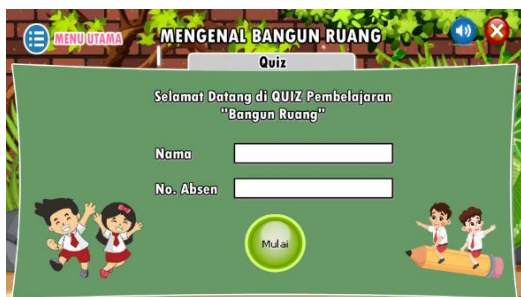 MENU UTAMA
MENGENAL BANGUN RUANG
Quiz
Selamat Datang di QUIZ Pembelajaran
"Bangun Ruang"
Nama
No. Absen
Mulai